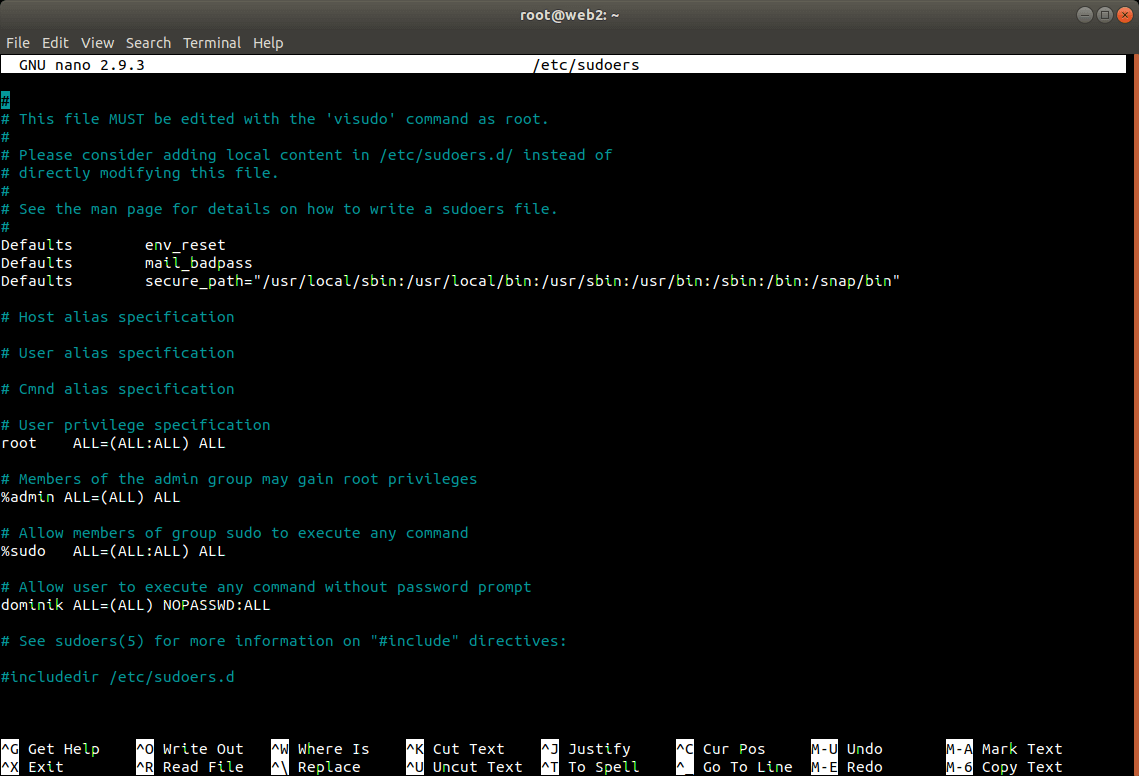 root@web2: ~
File Edit View Search Terminal Help
GNU nano 2.9.3 /etc/sudoers
#
# This file MUST be edited with the 'visudo' command as root.
#
# Please consider adding local content in /etc/sudoers.d/ instead of
# directly modifying this file.
#
# See the man page for details on how to write a sudoers file.
#
Defaults env_reset
Defaults mail_badpass
Defaults secure_path="/usr/local/sbin:/usr/local/bin:/usr/sbin:/usr/bin:/sbin:/bin:/snap/bin"
# Host alias specification
# User alias specification
# Cmnd alias specification
# User privilege specification
root ALL=(ALL:ALL) ALL
# Members of the admin group may gain root privileges
%admin ALL=(ALL) ALL
# Allow members of group sudo to execute any command
%sudo ALL=(ALL:ALL) ALL
# Allow user to execute any command without password prompt
dominik ALL=(ALL) NOPASSWD:ALL
# See sudoers(5) for more information on "#include" directives:
#includedir /etc/sudoers.d
^G Get Help ^O Write Out ^W Where Is ^K Cut Text ^J Justify ^C Cur Pos M-U Undo M-A Mark Text
^X Exit ^R Read File ^\ Replace ^U Uncut Text ^T To Spell ^_ Go To Line M-E Redo M-6 Copy Text